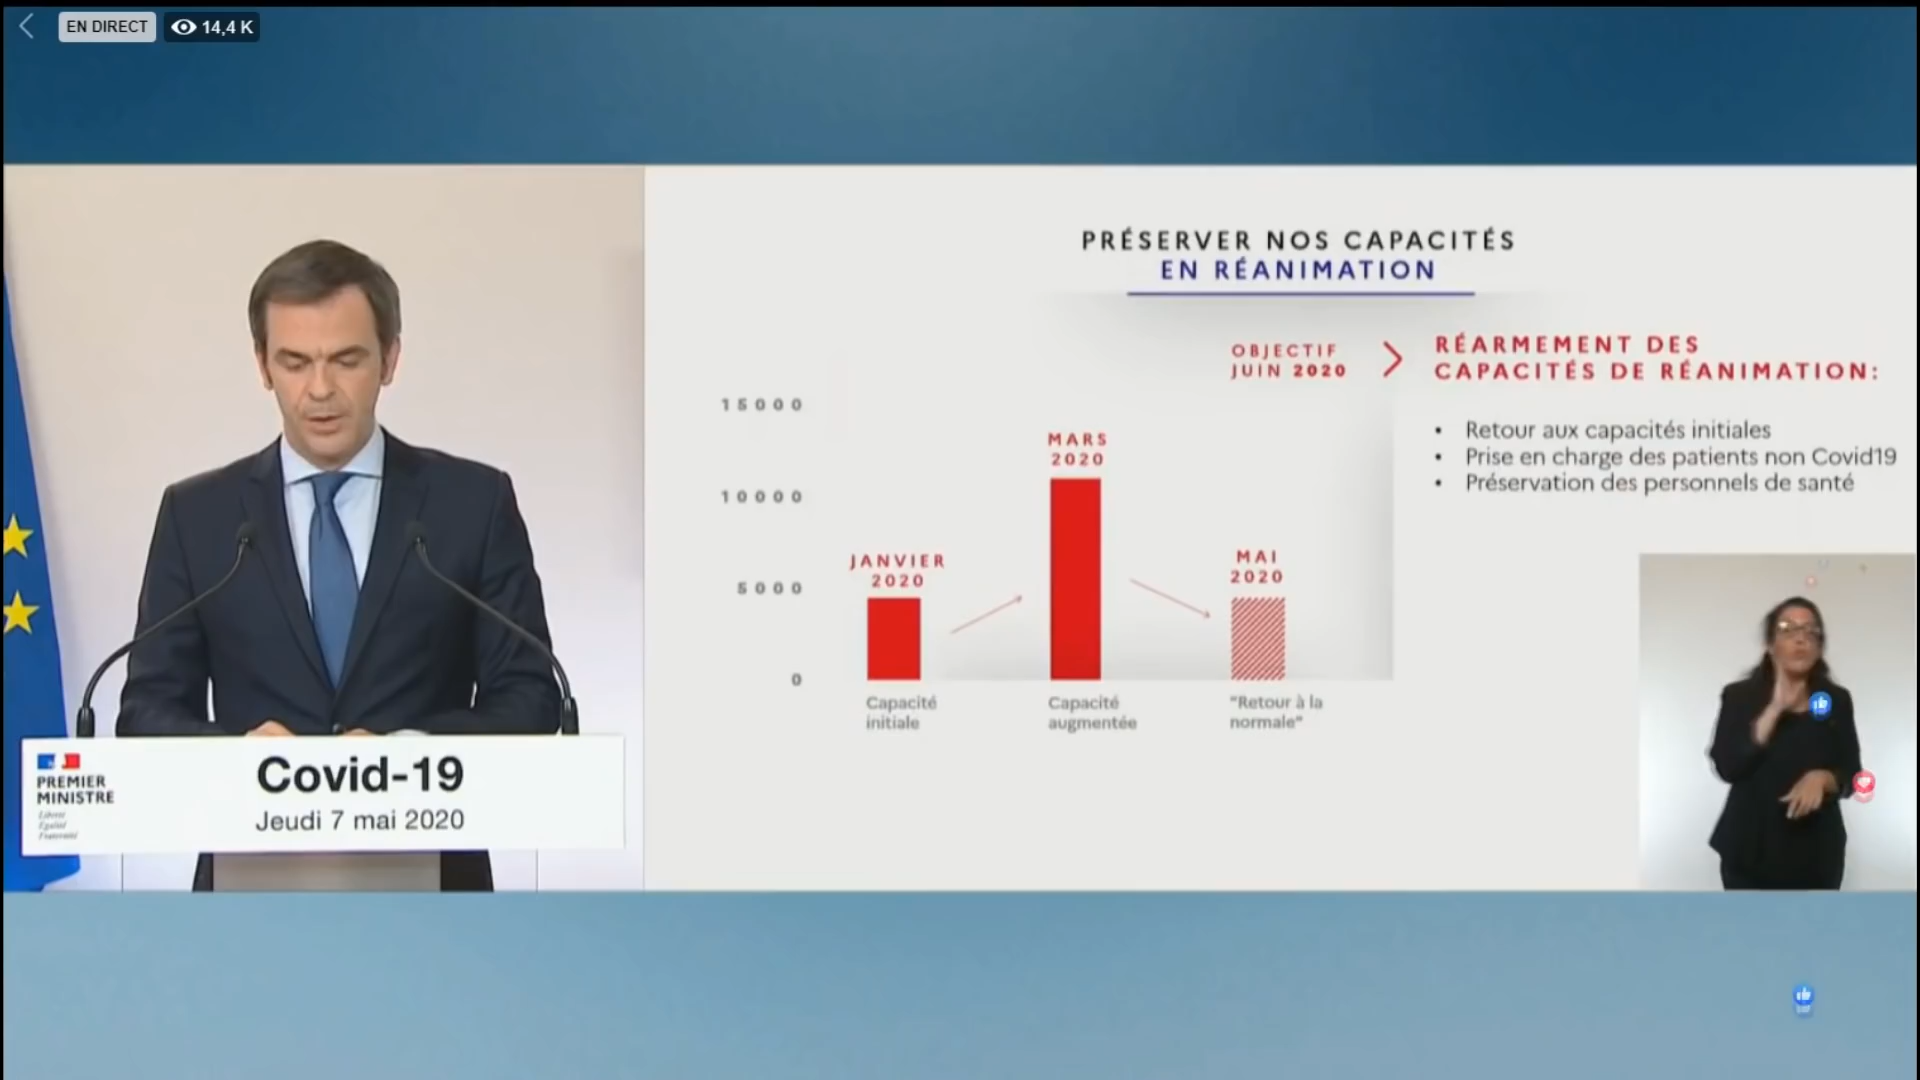 EN DIRECT
14,4 K
PRÉSERVER NOS CAPACITÉS
EN RÉANIMATION
OBJECTIF
JUIN 2020
RÉARMEMENT DES
CAPACITÉS DE RÉANIMATION:
• Retour aux capacités initiales
• Prise en charge des patients non Covid19
• Préservation des personnels de santé
15000
10000
5000
0
JANVIER
2020
MARS
2020
MAI
2020
Capacité
initiale
Capacité
augmentée
"Retour à la
normale"
PREMIER
MINISTRE
Liberté
Égalité
Fraternité
Covid-19
Jeudi 7 mai 2020